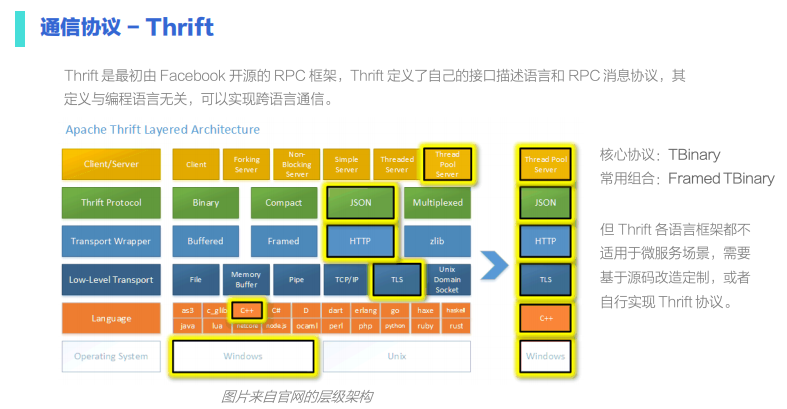 通信协议 – Thrift
Thrift 是最初由 Facebook 开源的 RPC 框架，Thrift 定义了自己的接口描述语言和 RPC 消息协议，其
定义与编程语言无关，可以实现跨语言通信。
Apache Thrift Layered Architecture
Client/Server
Client
Forking
Server
Non-
Blocking
Server
Simple
Server
Threaded
Server
Thread
Pool
Server
Thrift Protocol
Binary
Compact
JSON
Multiplexed
Transport Wrapper
Buffered
Framed
HTTP
zlib
Low-Level Transport
File
Memory
Buffer
Pipe
TCP/IP
TLS
Unix
Domain
Socket
Language
as3
c_glib
C++
C#
D
dart
erlang
go
haxe
haskell
java
lua
netcore
node.js
ocaml
perl
php
python
ruby
rust
Operating System
Windows
Unix
Thread Pool
Server
JSON
HTTP
TLS
C++
Windows
核心协议：TBinary
常用组合：Framed TBinary
但 Thrift 各语言框架都不
适用于微服务场景，需要
基于源码改造定制，或者
自行实现 Thrift 协议。
图片来自官网的层级架构